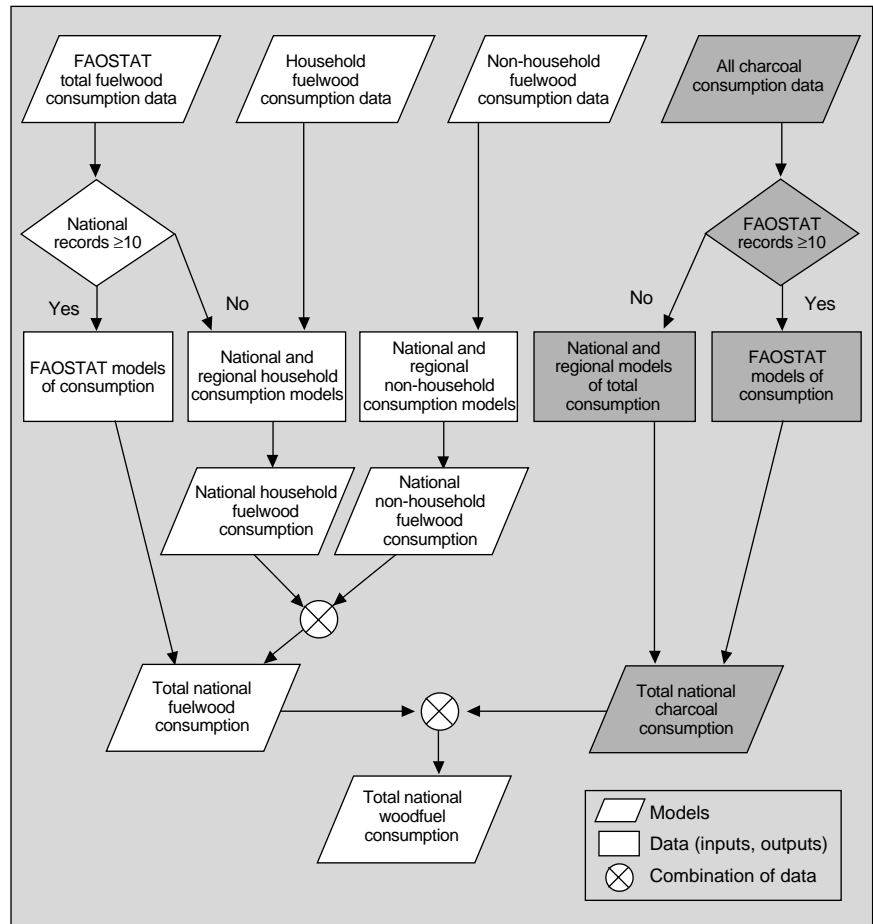 FAOSTAT
total fuelwood
consumption data
Household
fuelwood
consumption data
Non-household
fuelwood
consumption data
All charcoal
consumption data
National
records ≥10
FAOSTAT
records ≥10
Yes
No
No
Yes
FAOSTAT models
of consumption
National and
regional household
consumption models
National and
regional
non-household
consumption models
National and
regional models
of total
consumption
FAOSTAT
models of
consumption
National household
fuelwood
consumption
National
non-household
fuelwood
consumption
Total national
fuelwood
consumption
Total national
charcoal
consumption
Total national
woodfuel
consumption
Models
Data (inputs, outputs)
Combination of data